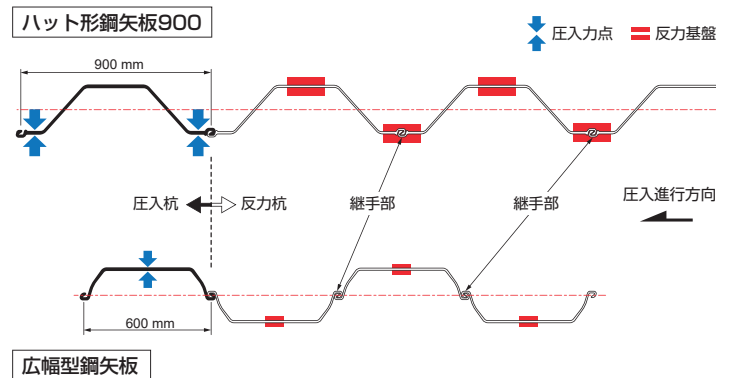 ハット形鋼矢板900
圧入力点 反力基盤
900 mm
圧入杭 反力杭 継手部 継手部 圧入進行方向
600 mm
広幅型鋼矢板